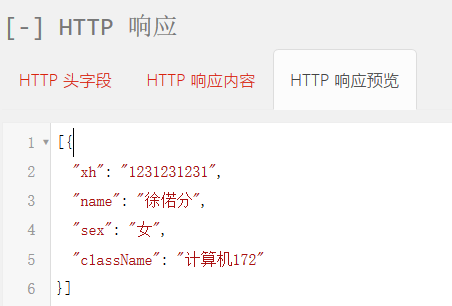 [-] HTTP 响应
HTTP 头字段 HTTP 响应内容 HTTP 响应预览
1 [{
2 "xh": "1231231231",
3 "name": "徐偌分",
4 "sex": "女",
5 "className": "计算机172"
6 }]